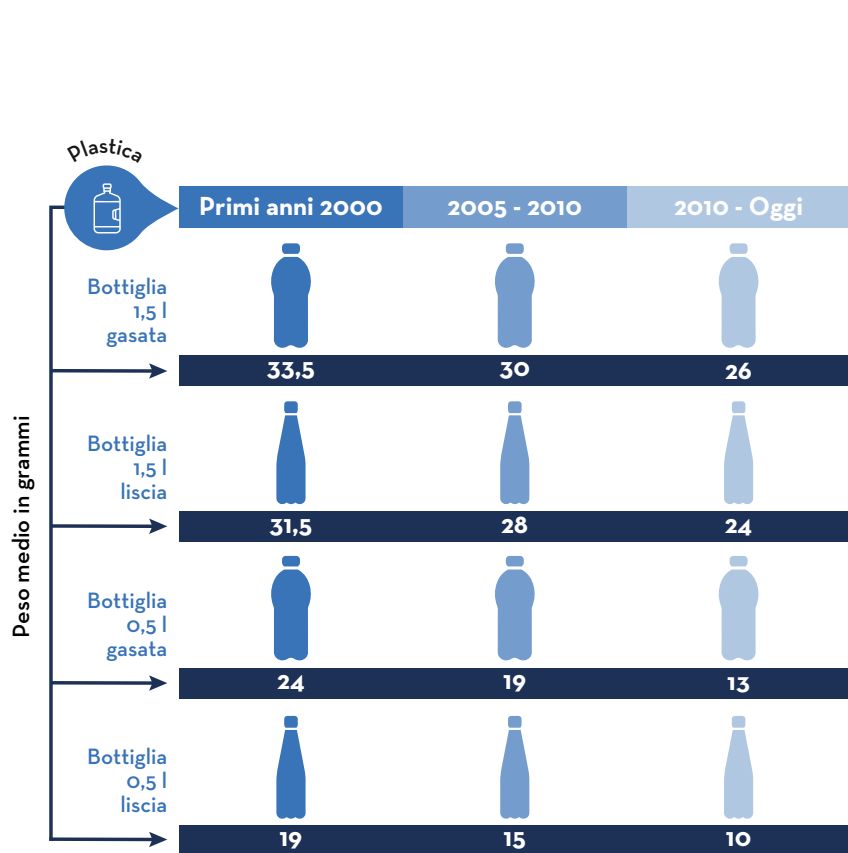 Plastica
Primi anni 2000
2005 - 2010
2010 - Oggi
Bottiglia
1,5 l
gasata
33,5
30
26
Bottiglia
1,5 l
liscia
31,5
28
24
Peso medio in grammi
Bottiglia
0,5 l
gasata
24
19
13
Bottiglia
0,5 l
liscia
19
15
10